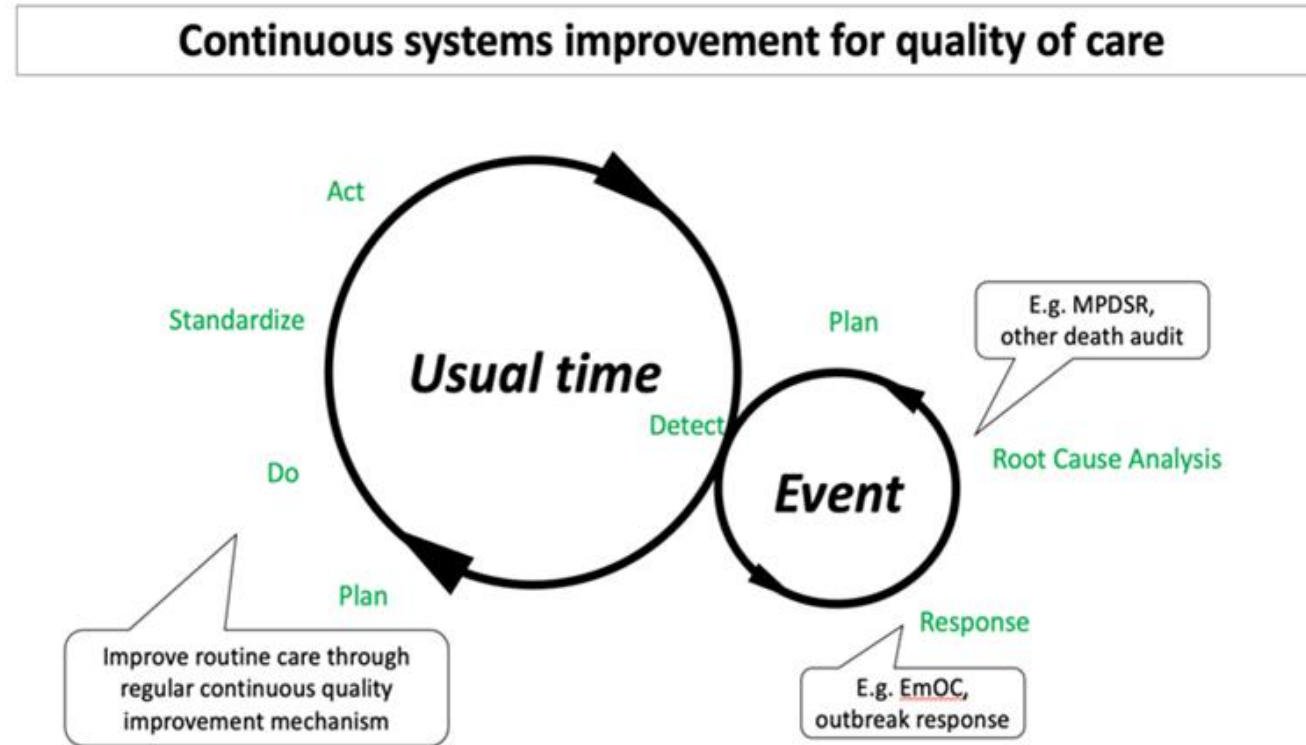 Continuous systems improvement for quality of care
Act
Standardize
Usual time
Do
Plan
Improve routine care through
regular continuous quality
improvement mechanism
Detect
Plan
E.g. MPDSR,
other death audit
Root Cause Analysis
Event
Response
E.g. EmOC,
outbreak response